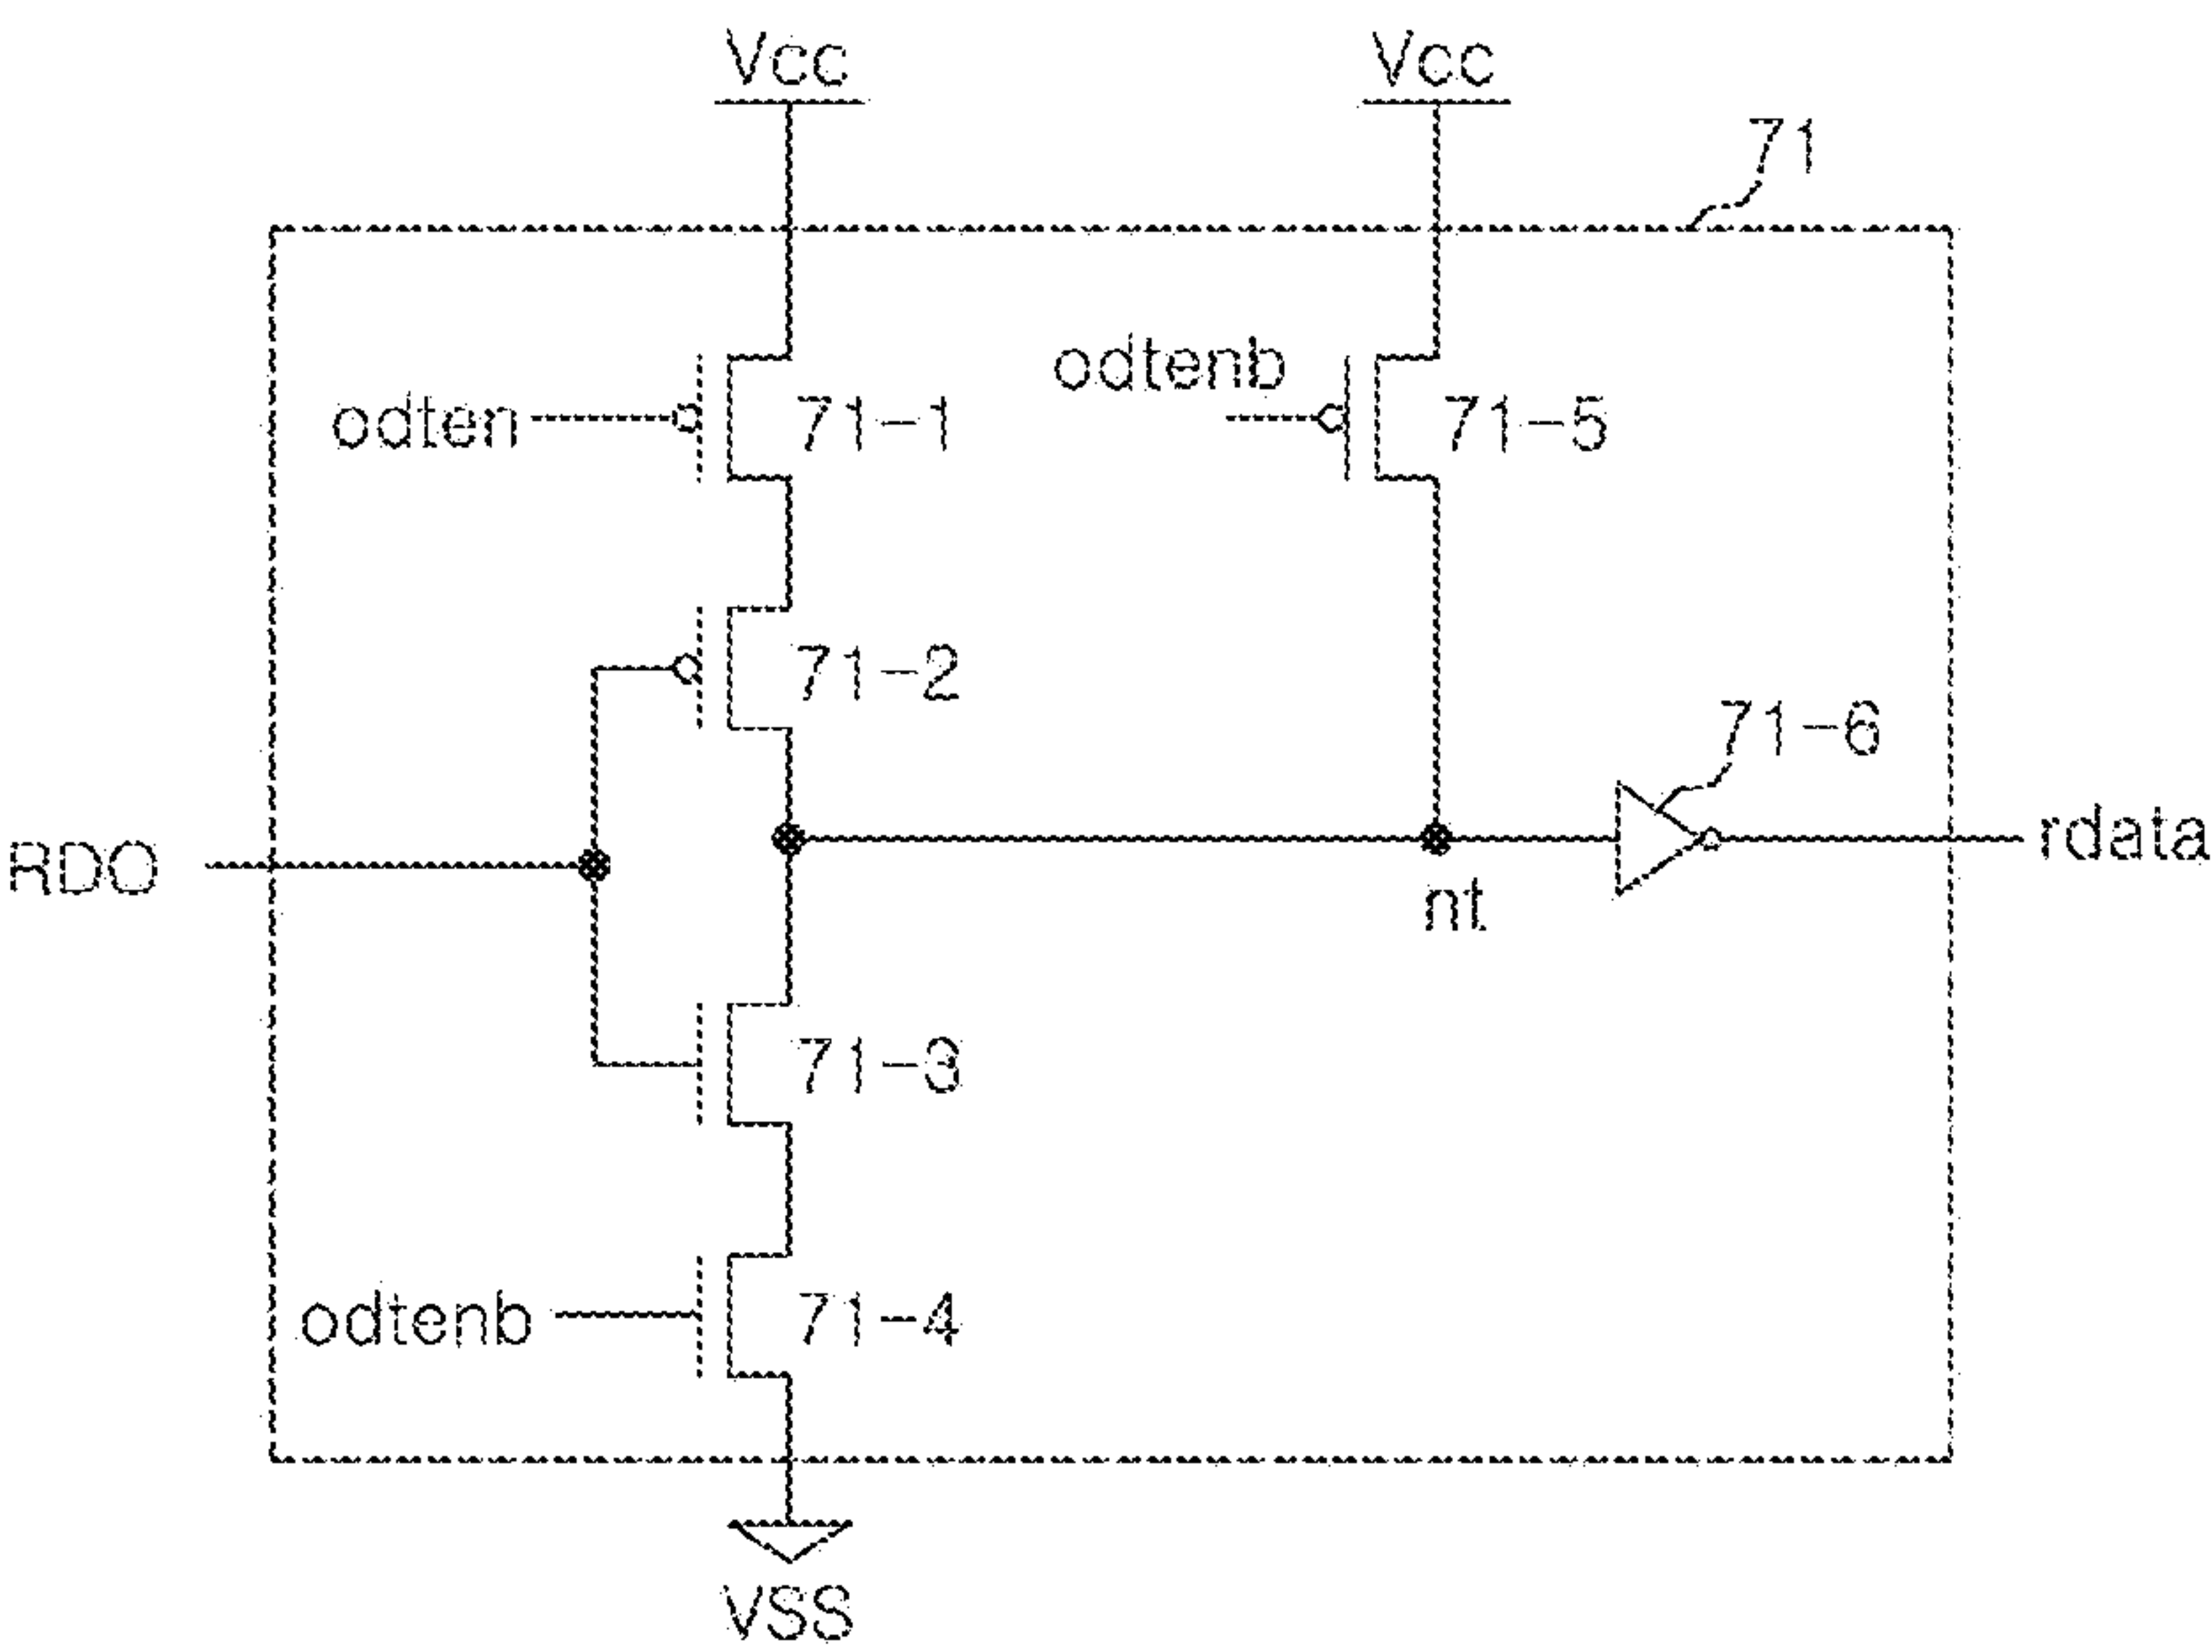 Vcc
Vcc
71
odtenb
odten
71-1
71-5
71-2
71-6
RDO
rdata
nt
71-3
odtenb
71-4
VSS